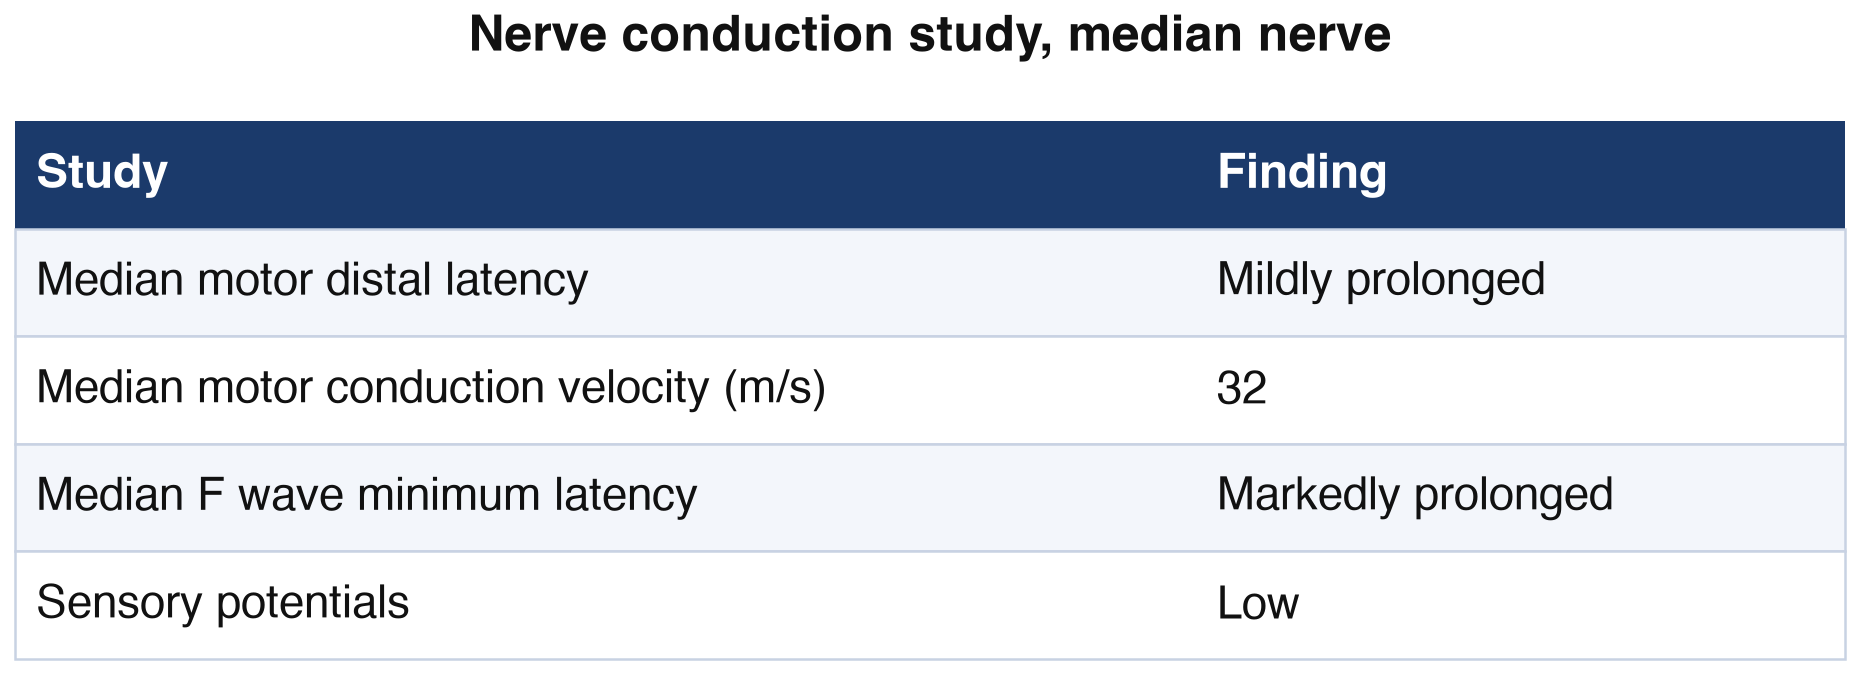 Nerve conduction study, median nerve
Study Finding
Median motor distal latency Mildly prolonged
Median motor conduction velocity (m/s) 32
Median F wave minimum latency Markedly prolonged
Sensory potentials Low